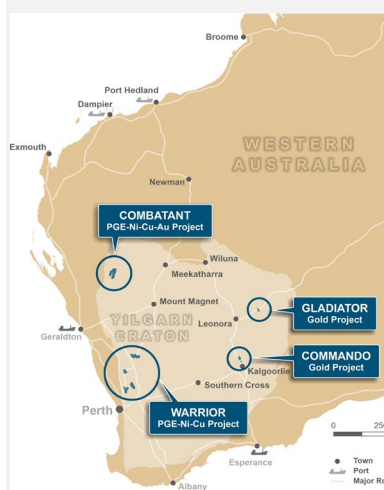 Broome
Port Hedland
Dampier
Exmouth
WESTERN
AUSTRALIA
Newman
COMBATANT
PGE-Ni-Cu-Au Project
Wiluna
Meekatharra
Mount Magnet
GLADIATOR
Gold Project
YILGARN
CRATON
Leonora
Geraldton
COMMANDO
Gold Project
Kalgoorlie
Southern Cross
WARRIOR
PGE-Ni-Cu Project
Perth
Esperance
Albany
0 250
Town
Port
Major Ro